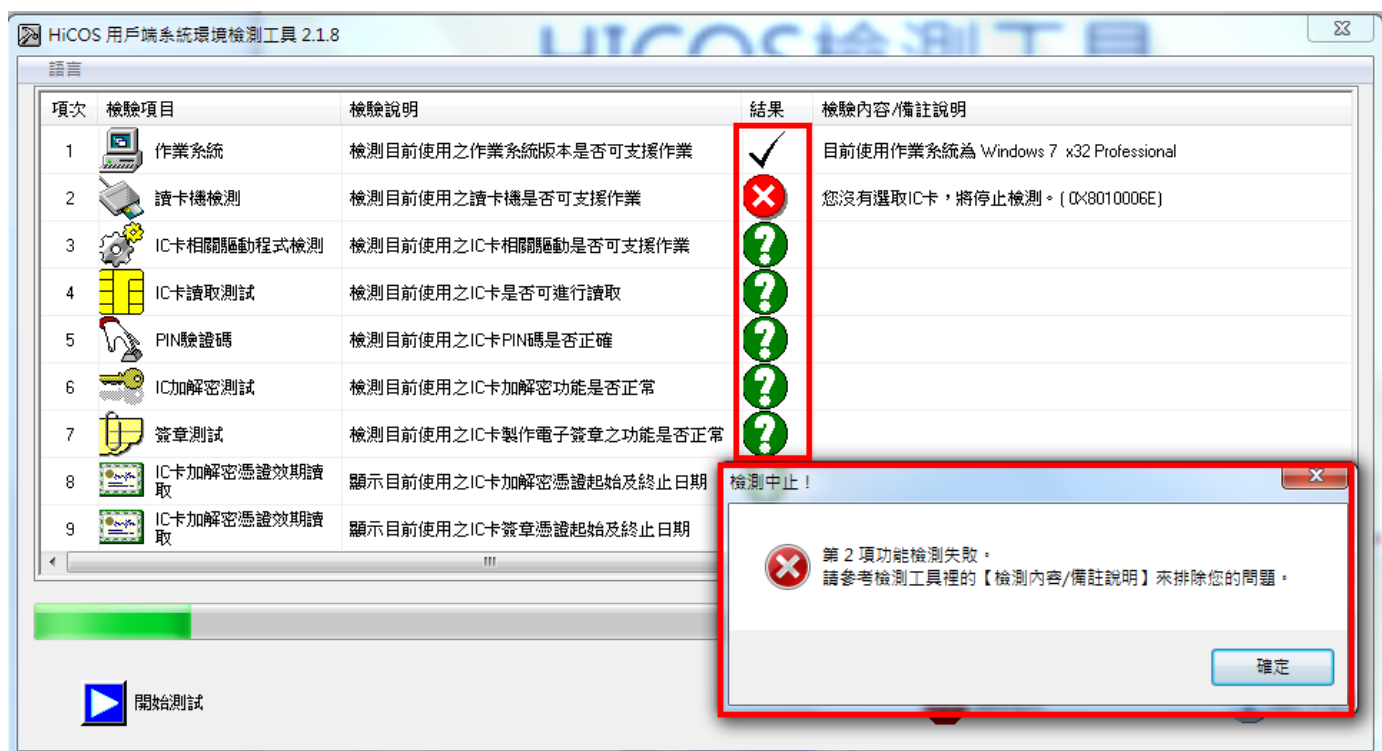 HiCOS 用戶端系統環境檢測工具 2.1.8
HICOS檢測工具
語言
項次 檢驗項目 檢驗說明 結果 檢驗內容/備註說明
1 作業系統 檢測目前使用之作業系統版本是否可支援作業 目前使用作業系統為 Windows 7 x32 Professional
2 讀卡機檢測 檢測目前使用之讀卡機是否可支援作業 您沒有選取IC卡，將停止檢測。( 0X8010006E)
3 IC卡相關驅動程式檢測 檢測目前使用之IC卡相關驅動是否可支援作業
4 IC卡讀取測試 檢測目前使用之IC卡是否可進行讀取
5 PIN驗證碼 檢測目前使用之IC卡PIN碼是否正確
6 IC加解密測試 檢測目前使用之IC卡加解密功能是否正常
7 簽章測試 檢測目前使用之IC卡製作電子簽章之功能是否正常
8 IC卡加解密憑證效期讀取 顯示目前使用之IC卡加解密憑證起始及終止日期
9 IC卡加解密憑證效期讀取 顯示目前使用之IC卡簽章憑證起始及終止日期
檢測中止！
第 2 項功能檢測失敗。
請參考檢測工具裡的【檢測內容/備註說明】來排除您的問題。
確定
開始測試